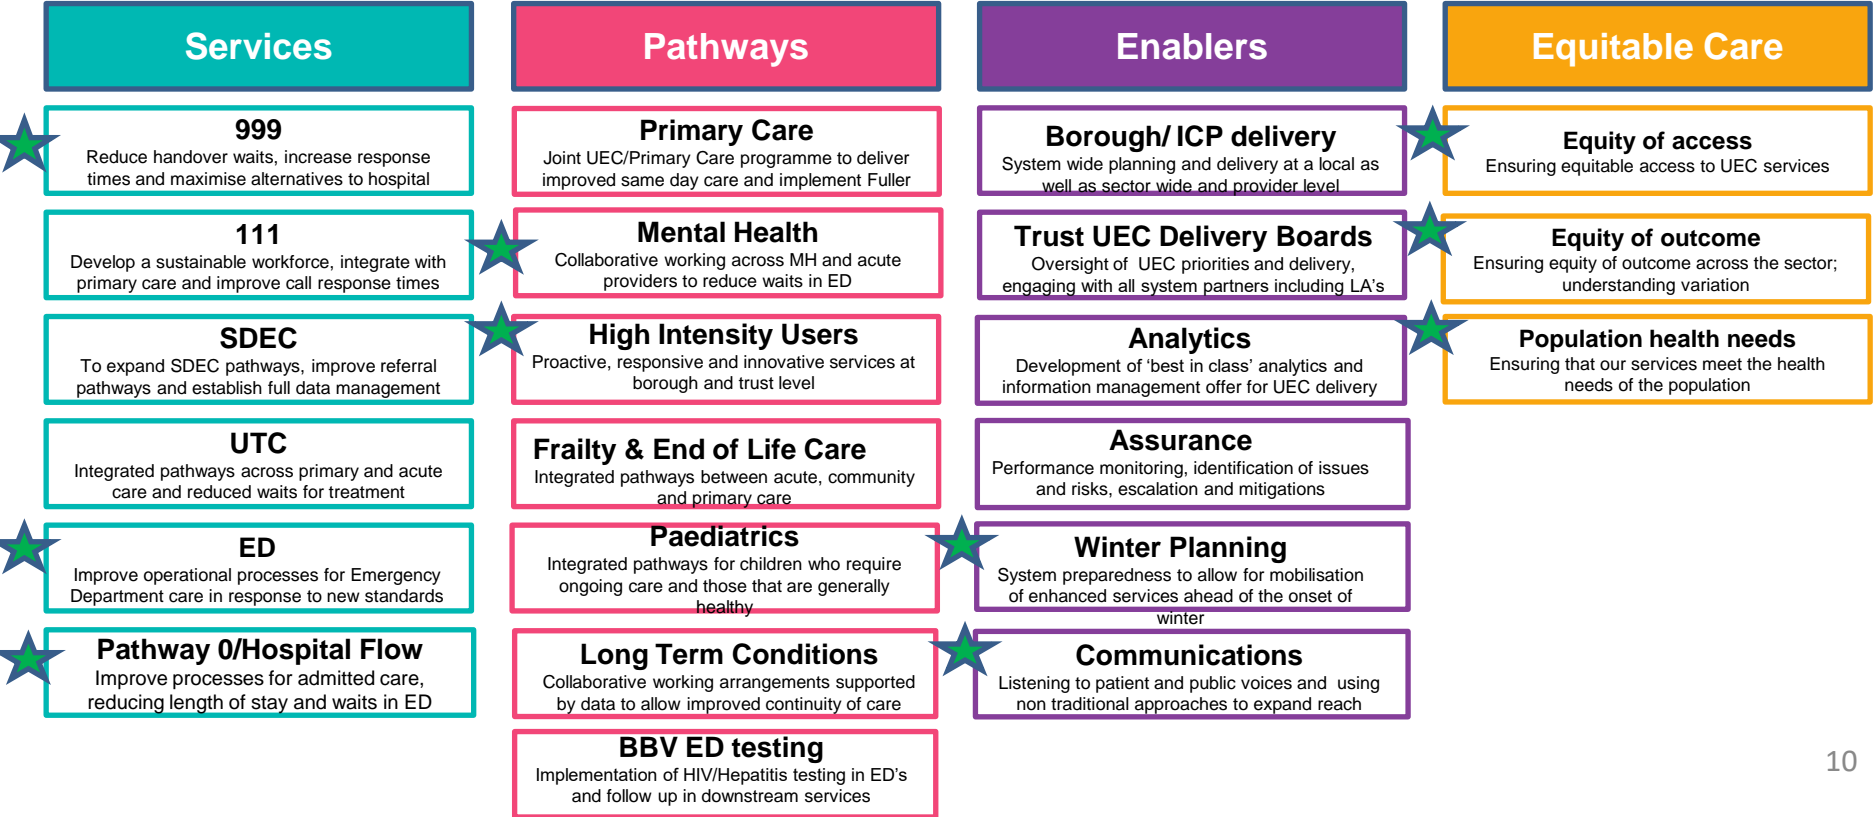 Services
999
Reduce handover waits, increase response
times and maximise alternatives to hospital
111
Develop a sustainable workforce, integrate with
primary care and improve call response times
SDEC
To expand SDEC pathways, improve referral
pathways and establish full data management
UTC
Integrated pathways across primary and acute
care and reduced waits for treatment
ED
Improve operational processes for Emergency
Department care in response to new standards
Pathway 0/Hospital Flow
Improve processes for admitted care,
reducing length of stay and waits in ED
Pathways
Primary Care
Joint UEC/Primary Care programme to deliver
improved same day care and implement Fuller
Mental Health
Collaborative working across MH and acute
providers to reduce waits in ED
High Intensity Users
Proactive, responsive and innovative services at
borough and trust level
Frailty & End of Life Care
Integrated pathways between acute, community
and primary care
Paediatrics
Integrated pathways for children who require
ongoing care and those that are generally
healthy
Long Term Conditions
Collaborative working arrangements supported
by data to allow improved continuity of care
BBV ED testing
Implementation of HIV/Hepatitis testing in ED's
and follow up in downstream services
Enablers
Borough/ ICP delivery
System wide planning and delivery at a local as
well as sector wide and provider level
Trust UEC Delivery Boards
Oversight of UEC priorities and delivery,
engaging with all system partners including LA's
Analytics
Development of 'best in class' analytics and
information management offer for UEC delivery
Assurance
Performance monitoring, identification of issues
and risks, escalation and mitigations
Winter Planning
System preparedness to allow for mobilisation
of enhanced services ahead of the onset of
winter
Communications
Listening to patient and public voices and using
non traditional approaches to expand reach
Equitable Care
Equity of access
Ensuring equitable access to UEC services
Equity of outcome
Ensuring equity of outcome across the sector;
understanding variation
Population health needs
Ensuring that our services meet the health
needs of the population
10